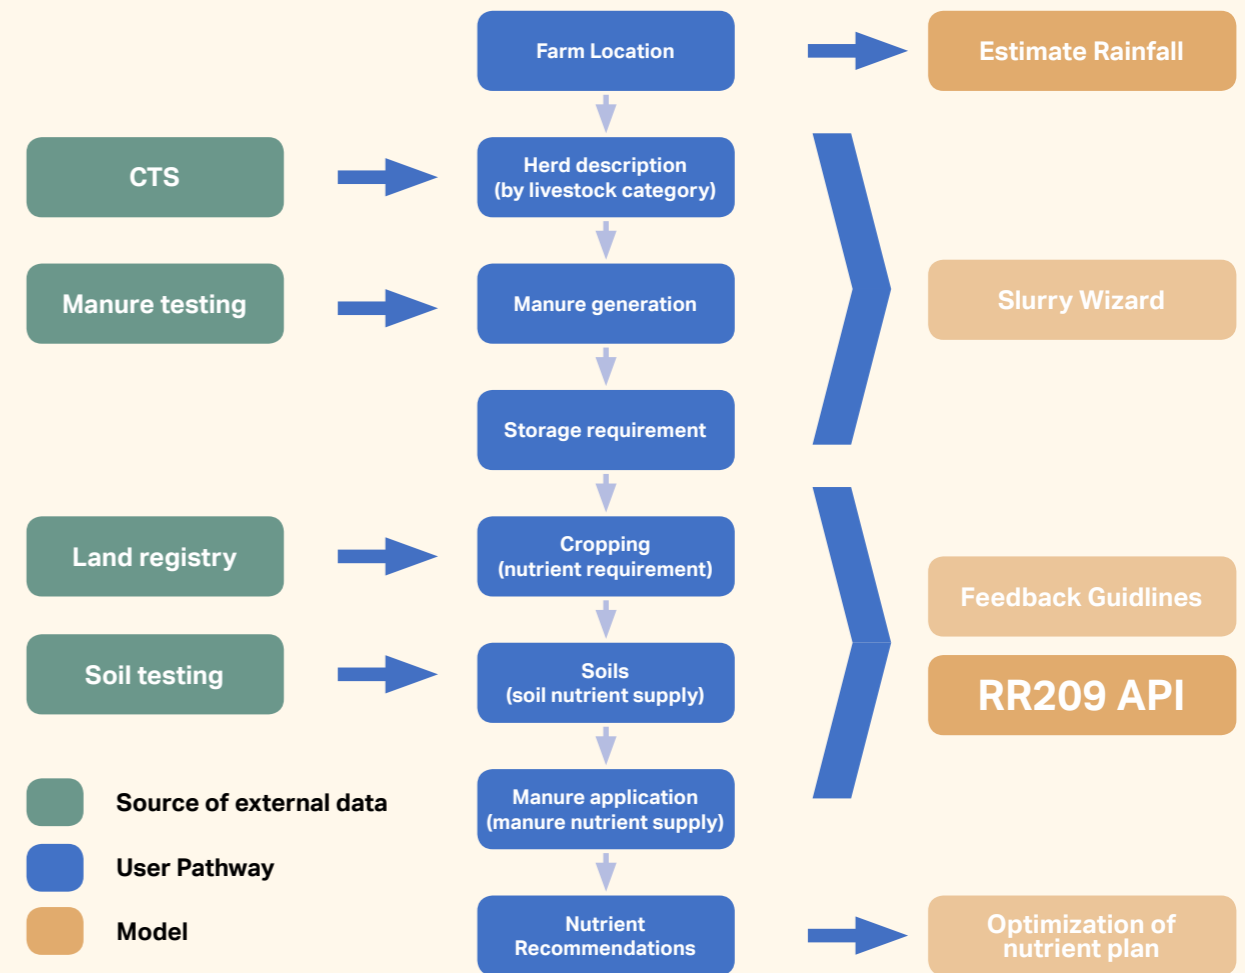 Farm Location
Estimate Rainfall
CTS
Herd description
(by livestock category)
Manure testing
Manure generation
Slurry Wizard
Storage requirement
Land registry
Cropping
(nutrient requirement)
Feedback Guidlines
Soil testing
Soils
(soil nutrient supply)
RR209 API
Source of external data
Manure application
(manure nutrient supply)
User Pathway
Model
Nutrient
Recommendations
Optimization of
nutrient plan